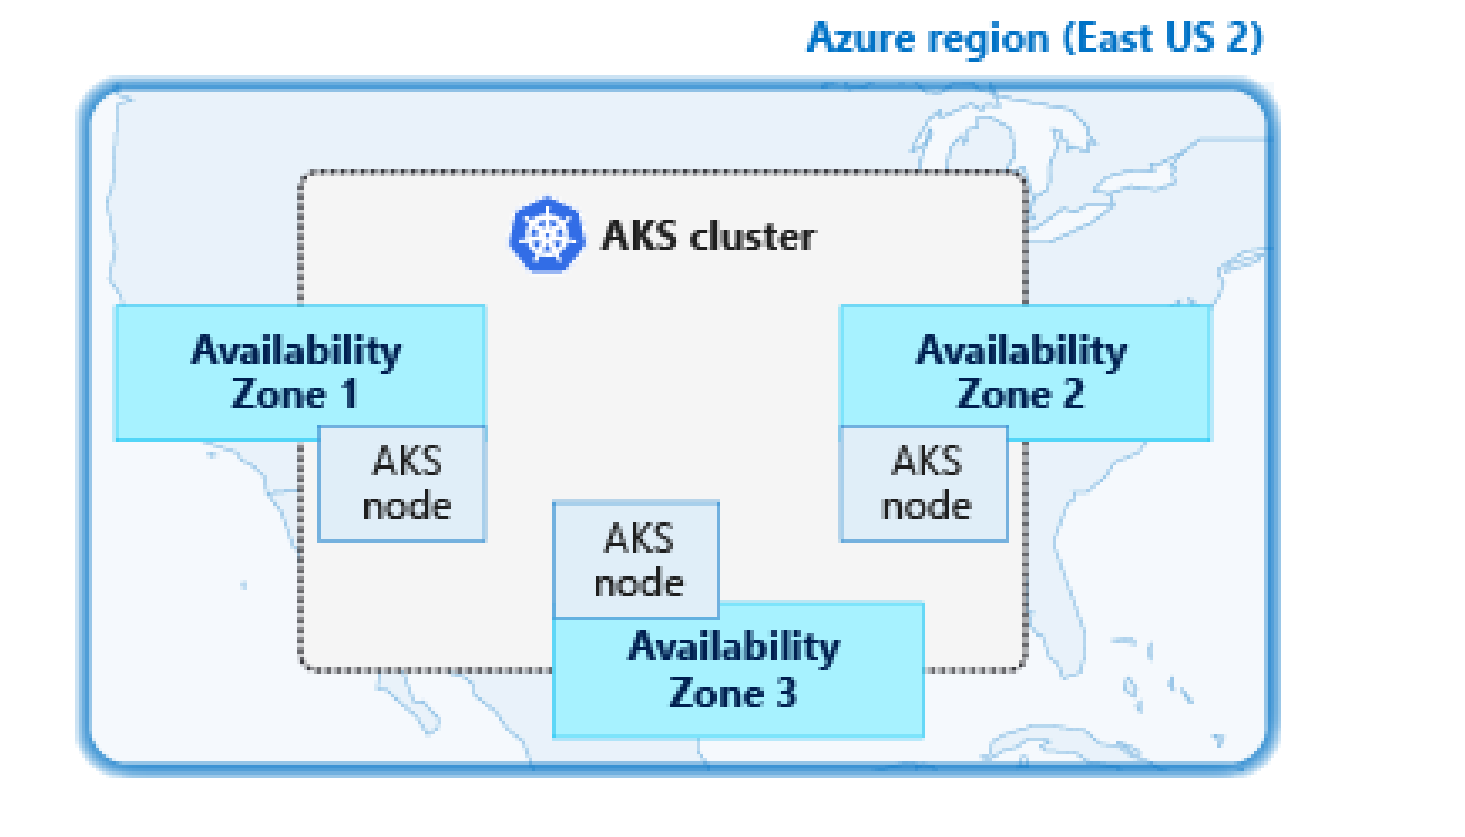 Azure region (East US 2)
AKS cluster
Availability
Zone 1
AKS
node
Availability
Zone 2
AKS
node
AKS
node
Availability
Zone 3